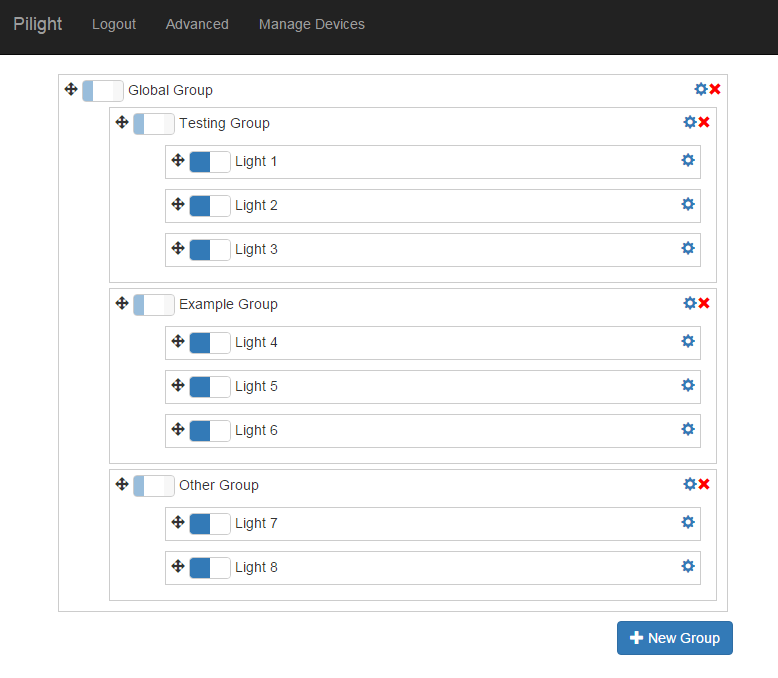 Pilight Logout Advanced Manage Devices
Global Group
Testing Group
Light 1
Light 2
Light 3
Example Group
Light 4
Light 5
Light 6
Other Group
Light 7
Light 8
New Group